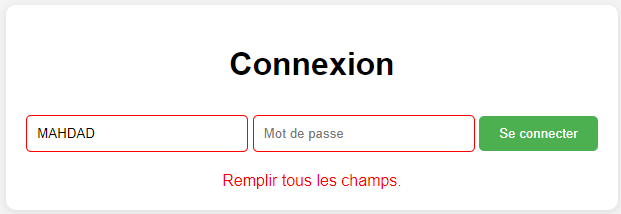 Connexion
MAHDAD Mot de passe Se connecter
Remplir tous les champs.